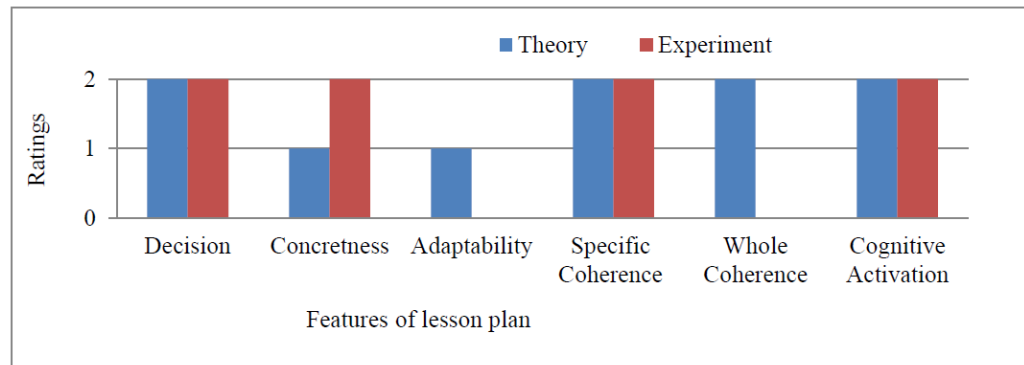 Theory Experiment
Ratings
2
1
0
Decision Concretness Adaptability Specific Coherence Whole Coherence Cognitive Activation
Features of lesson plan